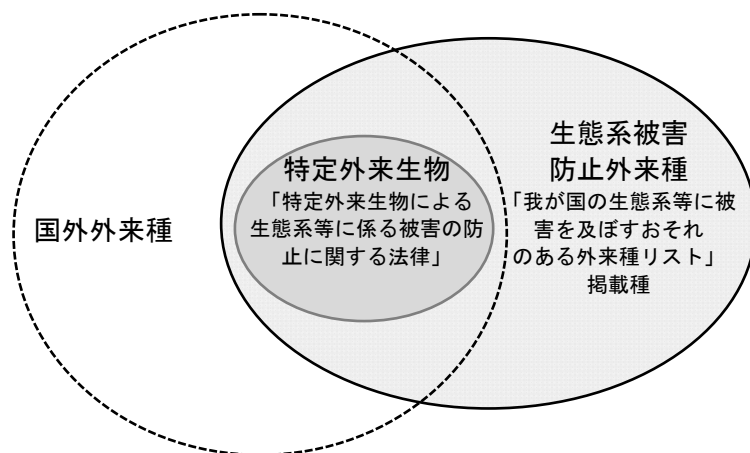 国外外来種
特定外来生物
「特定外来生物による
生態系等に係る被害の防
止に関する法律」
生態系被害
防止外来種
「我が国の生態系等に被
害を及ぼすおそれ
のある外来種リスト」
掲載種